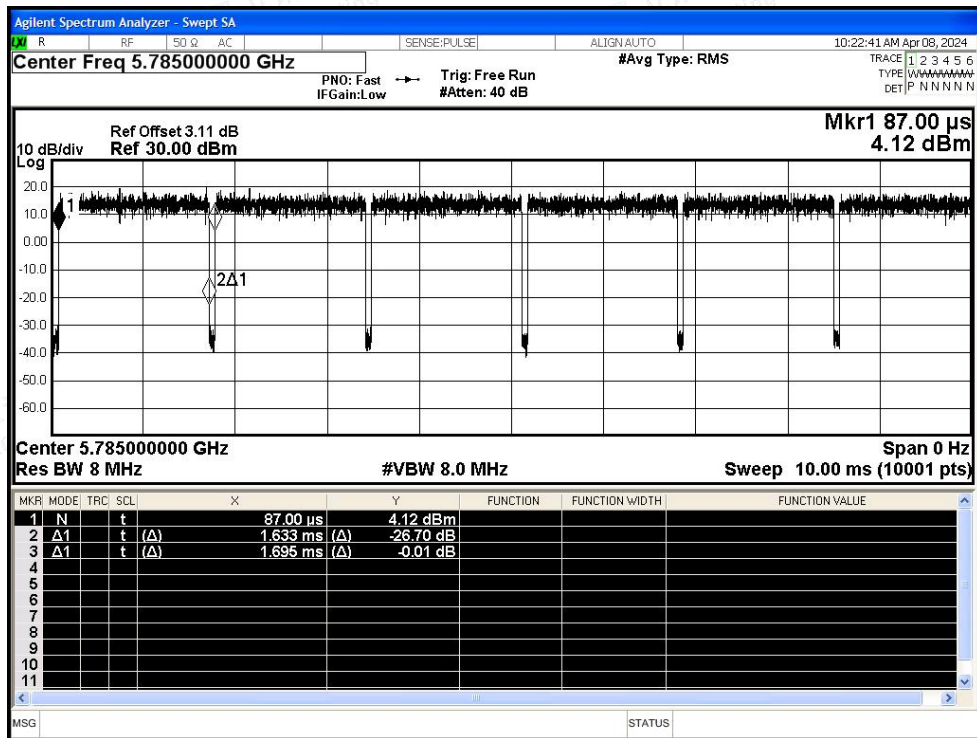 Agilent Spectrum Analyzer - Swept SA
LXI R RF 50 Ω AC SENSE:PULSE ALIGN AUTO 10:22:41 AM Apr 08, 2024
Center Freq 5.785000000 GHz #Avg Type: RMS TRACE 1 2 3 4 5 6
PNO: Fast Trig: Free Run TYPE WWWWWW
IFGain:Low #Atten: 40 dB DET P N N N N N
Mkr1 87.00 µs
4.12 dBm
Ref Offset 3.11 dB
10 dB/div Ref 30.00 dBm
Log
20.0
10.0
0.00
-10.0
-20.0
-30.0
-40.0
-50.0
-60.0
1
2Δ1
Center 5.785000000 GHz Span 0 Hz
Res BW 8 MHz #VBW 8.0 MHz Sweep 10.00 ms (10001 pts)
MKR MODE TRC SCL X Y FUNCTION FUNCTION WIDTH FUNCTION VALUE
1 N t 87.00 µs 4.12 dBm
2 Δ1 t (Δ) 1.633 ms (Δ) -26.70 dB
3 Δ1 t (Δ) 1.695 ms (Δ) -0.01 dB
4
5
6
7
8
9
10
11
MSG STATUS